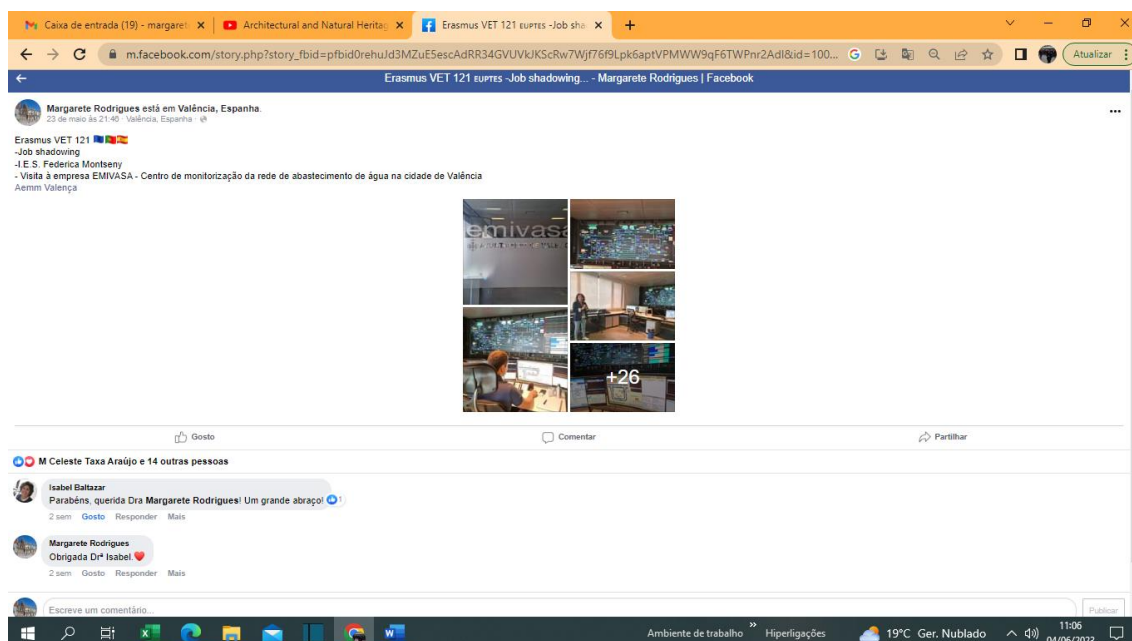 Caixa de entrada (19) - margaret
Architectural and Natural Heritag
Erasmus VET 121 ᴇᴜᴘᴛᴇs -Job sha
m.facebook.com/story.php?story_fbid=pfbid0rehuJd3MZuE5escAdRR34GVUVkJKScRw7Wjf76f9Lpk6aptVPMWW9qF6TWPnr2AdI&id=100...
Atualizar
Erasmus VET 121 ᴇᴜᴘᴛᴇs -Job shadowing... - Margarete Rodrigues | Facebook
Margarete Rodrigues está em Valência, Espanha.
23 de maio às 21:46 · Valência, Espanha ·
Erasmus VET 121 🇪🇺🇵🇹🇪🇸
-Job shadowing
-I.E.S. Federica Montseny
- Visita à empresa EMIVASA - Centro de monitorização da rede de abastecimento de água na cidade de Valência
Aemm Valença
emivasa
+26
Gosto
Comentar
Partilhar
M Celeste Taxa Araújo e 14 outras pessoas
Isabel Baltazar
Parabéns, querida Dra Margarete Rodrigues! Um grande abraço! 1
2 sem Gosto Responder Mais
Margarete Rodrigues
Obrigada Drª Isabel.❤️
2 sem Gosto Responder Mais
Escreve um comentário...
Publicar
Ambiente de trabalho » Hiperligações 19°C Ger. Nublado 11:06
04/06/2023